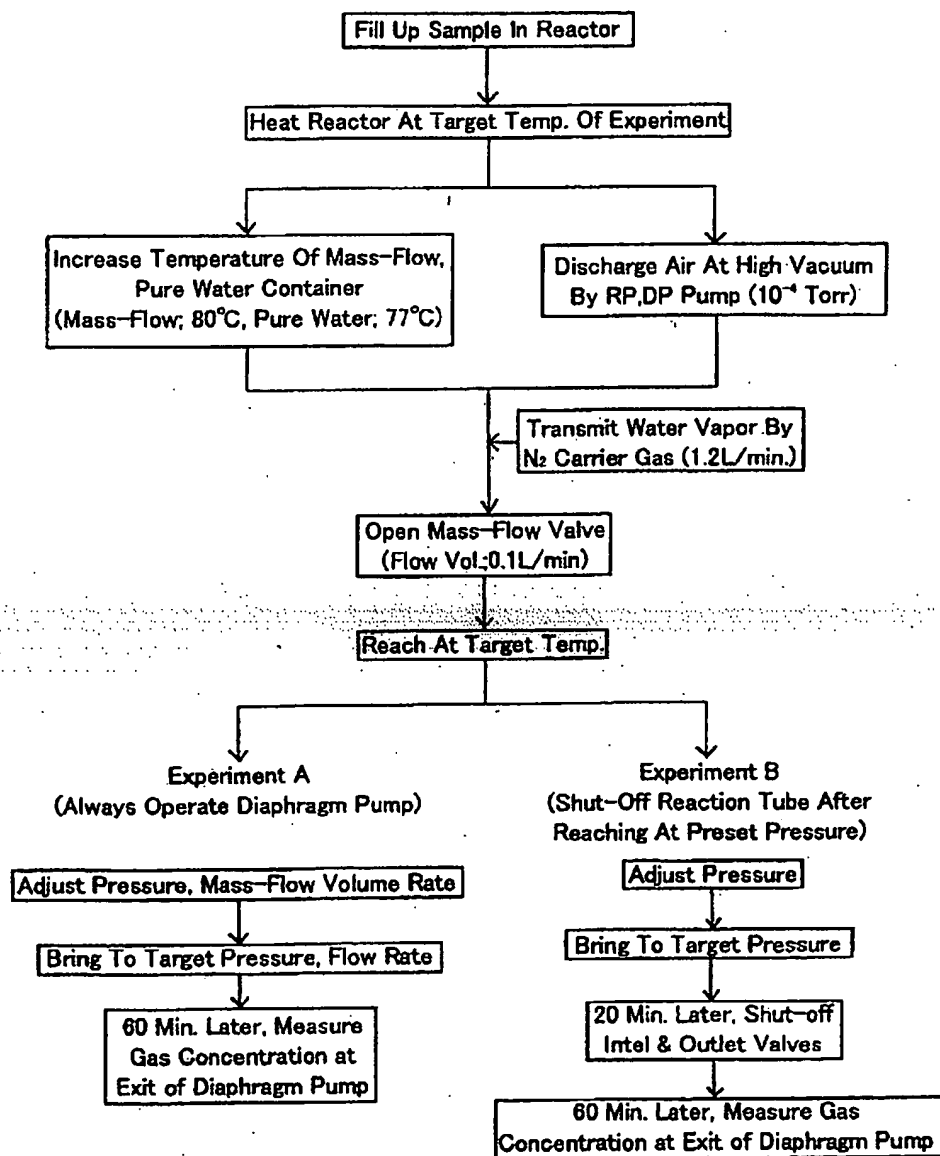 Fill Up Sample In Reactor
Heat Reactor At Target Temp. Of Experiment
Increase Temperature Of Mass-Flow,
Pure Water Container
(Mass-Flow; 80°C, Pure Water; 77°C)
Discharge Air At High Vacuum
By RP,DP Pump (10⁻⁴ Torr)
Transmit Water Vapor By
N₂ Carrier Gas (1.2L/min.)
Open Mass-Flow Valve
(Flow Vol.;0.1L/min)
Reach At Target Temp.
Experiment A
(Always Operate Diaphragm Pump)
Adjust Pressure, Mass-Flow Volume Rate
Bring To Target Pressure, Flow Rate
60 Min. Later, Measure
Gas Concentration at
Exit of Diaphragm Pump
Experiment B
(Shut-Off Reaction Tube After
Reaching At Preset Pressure)
Adjust Pressure
Bring To Target Pressure
20 Min. Later, Shut-off
Intel & Outlet Valves
60 Min. Later, Measure Gas
Concentration at Exit of Diaphragm Pump